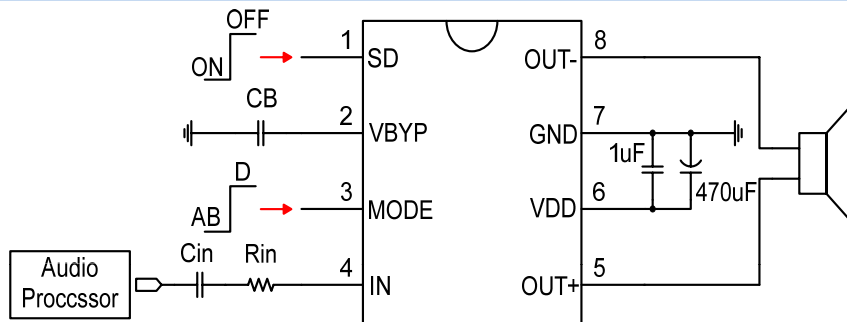 OFF
ON
1
SD
OUT-
8
CB
2
VBYP
GND
7
1uF
D
AB
3
MODE
VDD
6
470uF
Cin
Rin
4
IN
OUT+
5
Audio
Proccssor